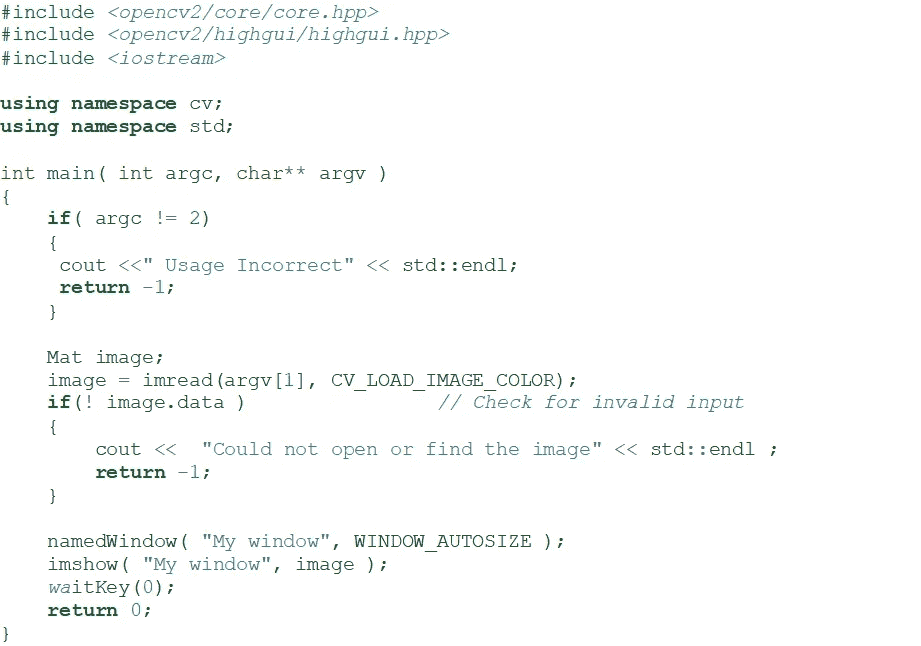 #include <opencv2/core/core.hpp>
#include <opencv2/highgui/highgui.hpp>
#include <iostream>

using namespace cv;
using namespace std;

int main( int argc, char** argv )
{
    if( argc != 2)
    {
     cout <<" Usage Incorrect" << std::endl;
     return -1;
    }

    Mat image;
    image = imread(argv[1], CV_LOAD_IMAGE_COLOR);
    if(! image.data )                // Check for invalid input
    {
        cout <<  "Could not open or find the image" << std::endl ;
        return -1;
    }

    namedWindow( "My window", WINDOW_AUTOSIZE );
    imshow( "My window", image );
    waitKey(0);
    return 0;
}